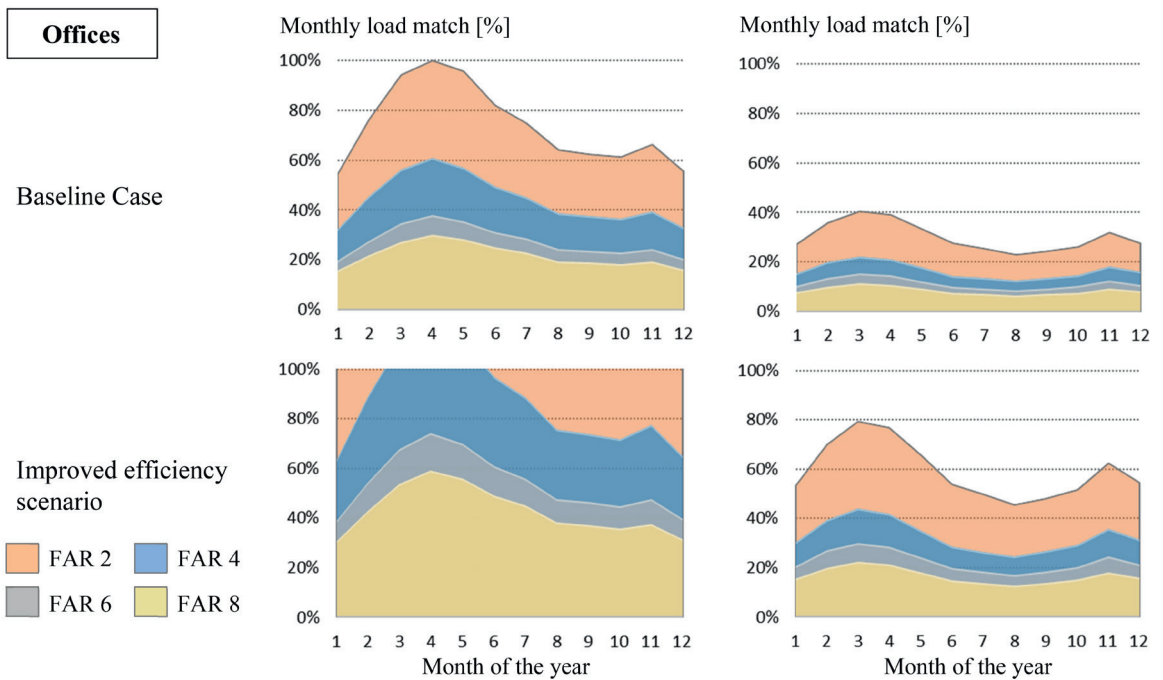 Offices
Monthly load match [%]
Monthly load match [%]
100%
80%
60%
40%
20%
0%
1 2 3 4 5 6 7 8 9 10 11 12
100%
80%
60%
40%
20%
0%
1 2 3 4 5 6 7 8 9 10 11 12
Baseline Case
100%
80%
60%
40%
20%
0%
1 2 3 4 5 6 7 8 9 10 11 12
Month of the year
100%
80%
60%
40%
20%
0%
1 2 3 4 5 6 7 8 9 10 11 12
Month of the year
Improved efficiency
scenario
FAR 2 FAR 4
FAR 6 FAR 8